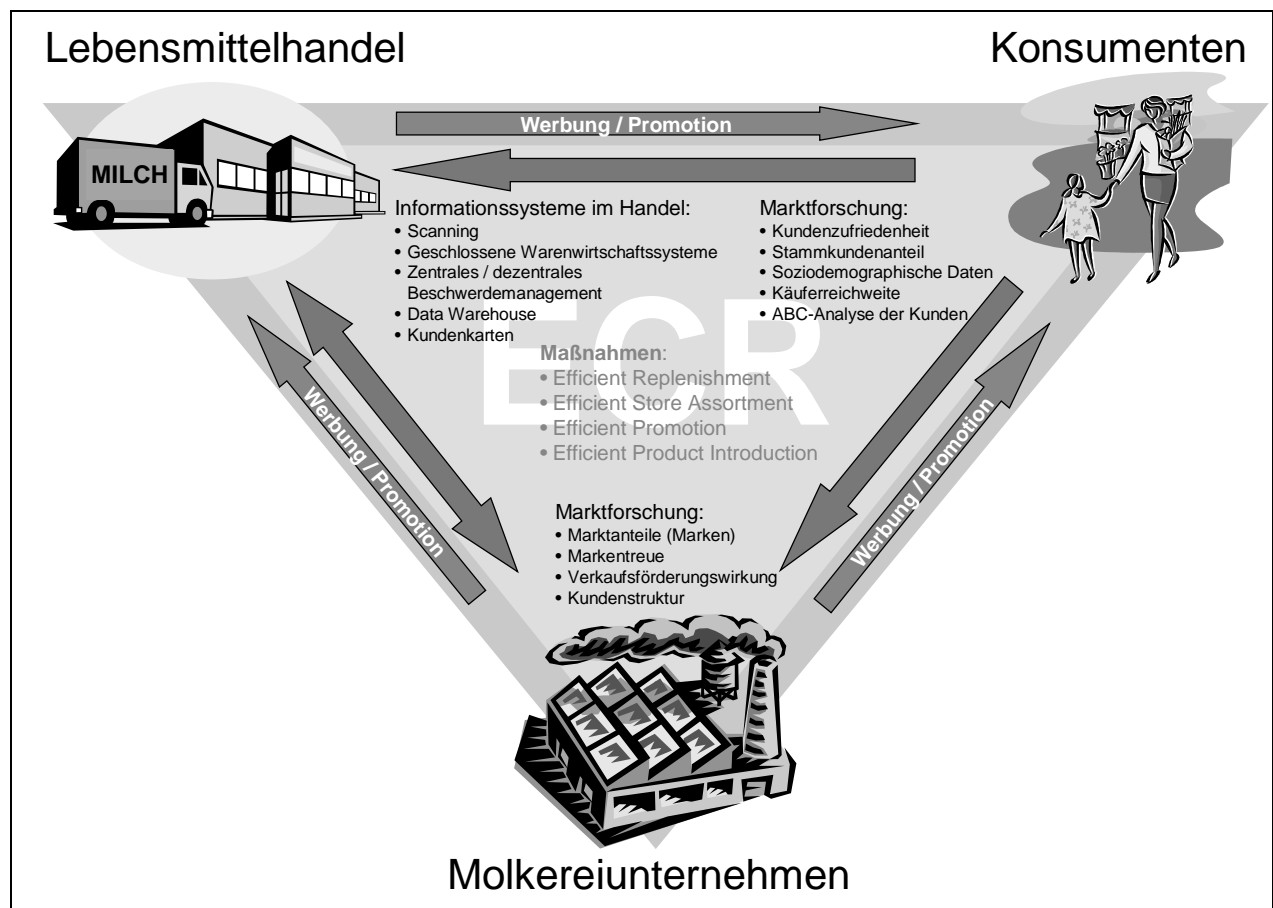 Lebensmittelhandel
Konsumenten
Werbung / Promotion
MILCH
Informationssysteme im Handel:
• Scanning
• Geschlossene Warenwirtschaftssysteme
• Zentrales / dezentrales
Beschwerdemanagement
• Data Warehouse
• Kundenkarten
Marktforschung:
• Kundenzufriedenheit
• Stammkundenanteil
• Soziodemographische Daten
• Käuferreichweite
• ABC-Analyse der Kunden
ECR
Maßnahmen:
• Efficient Replenishment
• Efficient Store Assortment
• Efficient Promotion
• Efficient Product Introduction
Werbung / Promotion
Werbung / Promotion
Marktforschung:
• Marktanteile (Marken)
• Markentreue
• Verkaufsförderungswirkung
• Kundenstruktur
Molkereiunternehmen